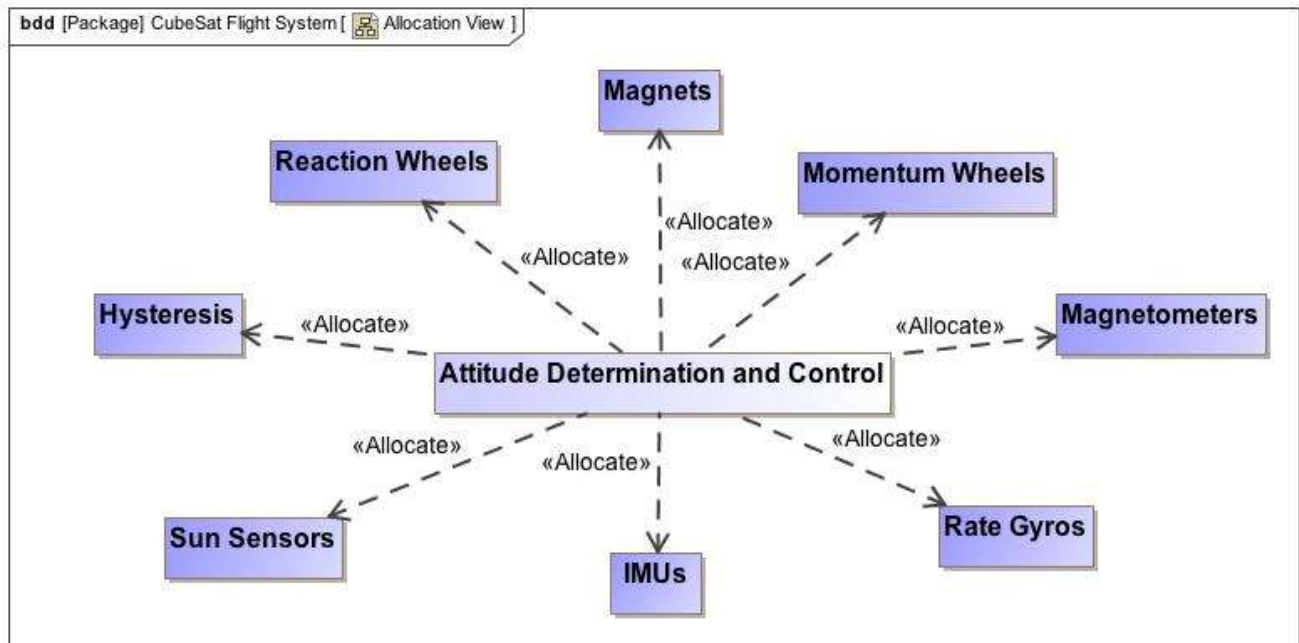 bdd [Package] CubeSat Flight System [ Allocation View ]
Magnets
Reaction Wheels
Momentum Wheels
«Allocate»
«Allocate»
«Allocate»
Hysteresis
«Allocate»
«Allocate»
Magnetometers
Attitude Determination and Control
«Allocate»
«Allocate»
«Allocate»
Sun Sensors
IMUs
Rate Gyros